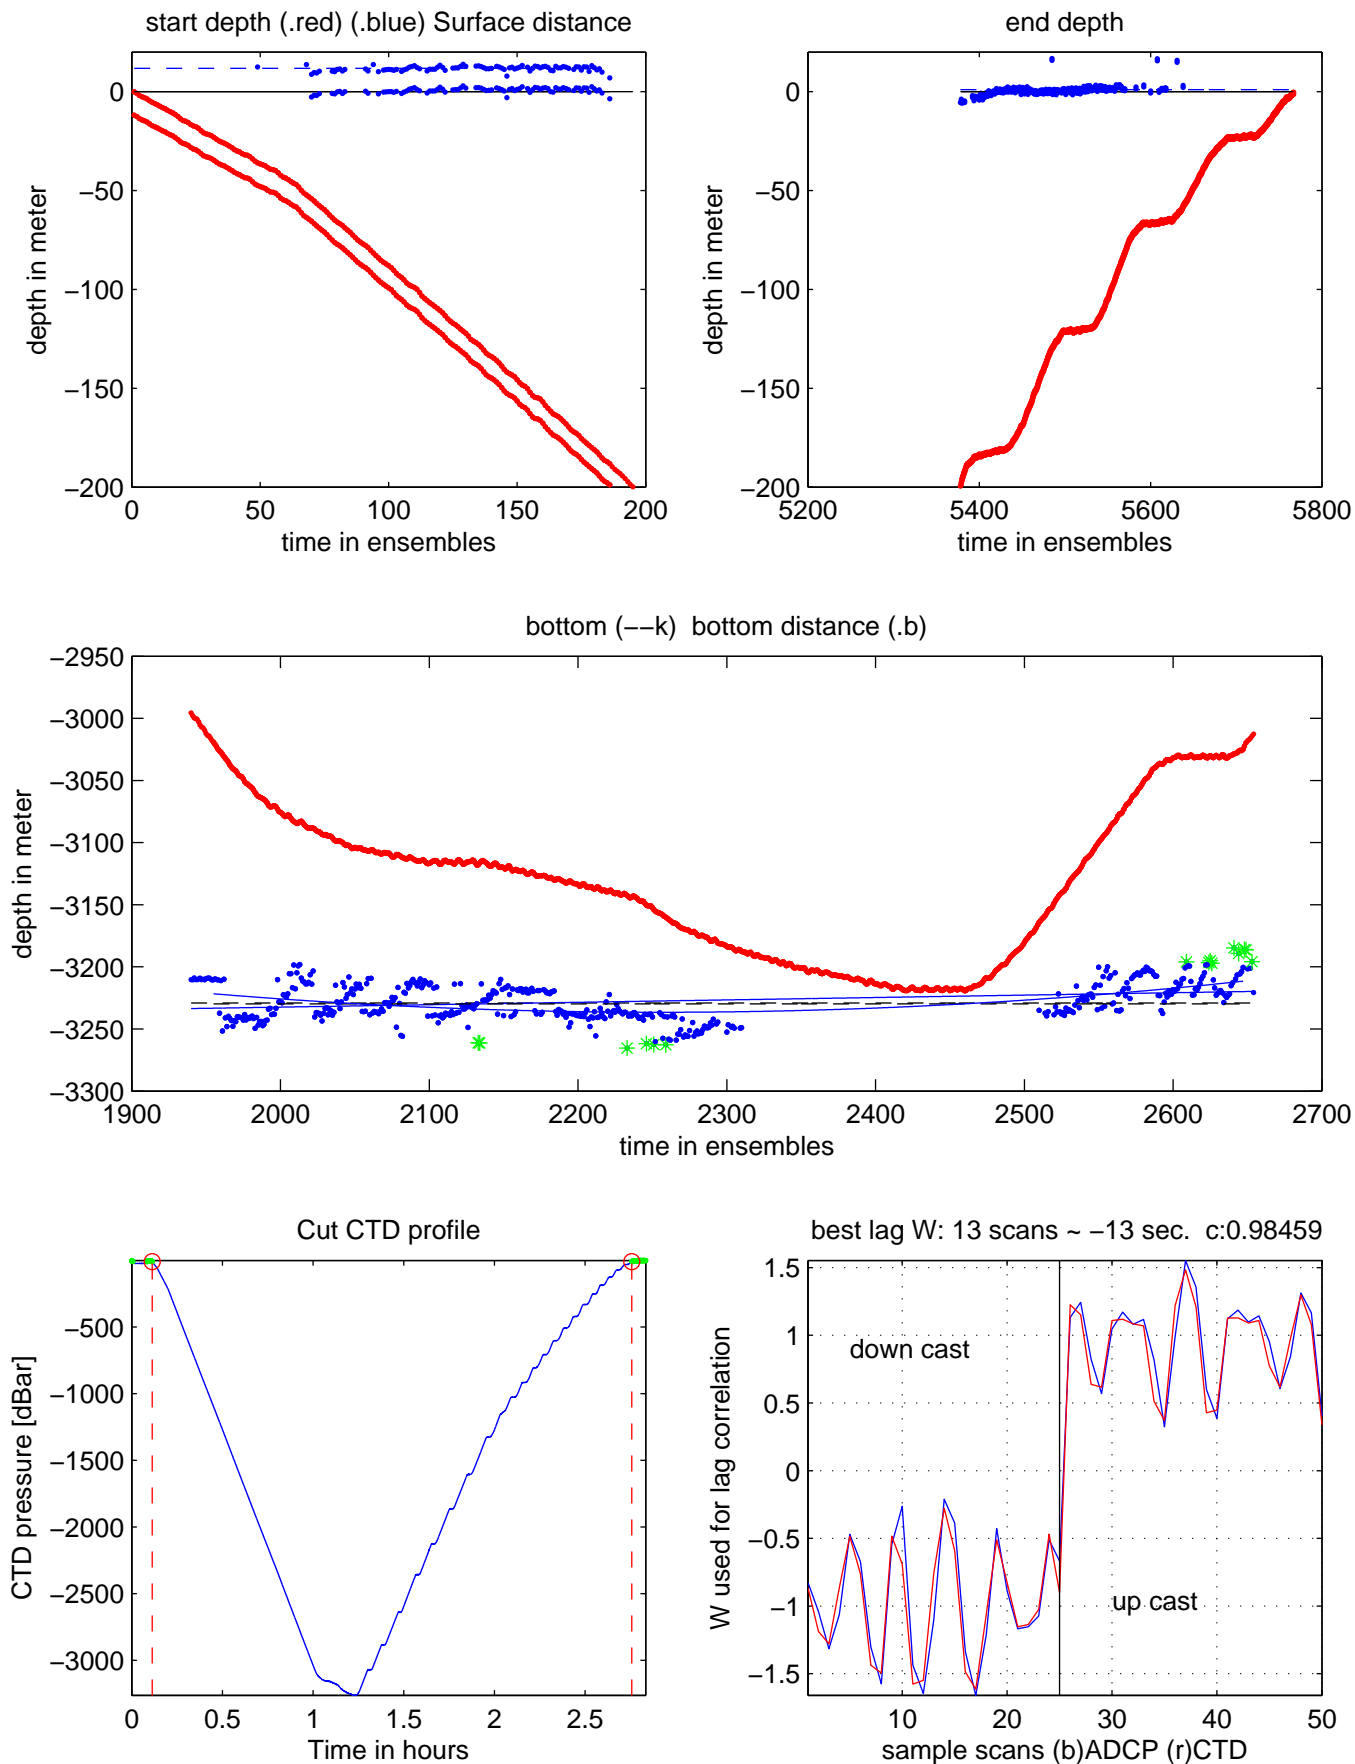 start depth (.red) (.blue) Surface distance
end depth
0
−50
−100
−150
−200
depth in meter
0 50 100 150 200
time in ensembles
0
−50
−100
−150
−200
depth in meter
5200 5400 5600 5800
time in ensembles
bottom (−−k)  bottom distance (.b)
−2950
−3000
−3050
−3100
−3150
−3200
−3250
−3300
depth in meter
1900 2000 2100 2200 2300 2400 2500 2600 2700
time in ensembles
Cut CTD profile
−500
−1000
−1500
−2000
−2500
−3000
CTD pressure [dBar]
0 0.5 1 1.5 2 2.5
Time in hours
best lag W: 13 scans ~ −13 sec.  c:0.98459
1.5
1
0.5
0
−0.5
−1
−1.5
W used for lag correlation
down cast
up cast
10 20 30 40 50
sample scans (b)ADCP (r)CTD